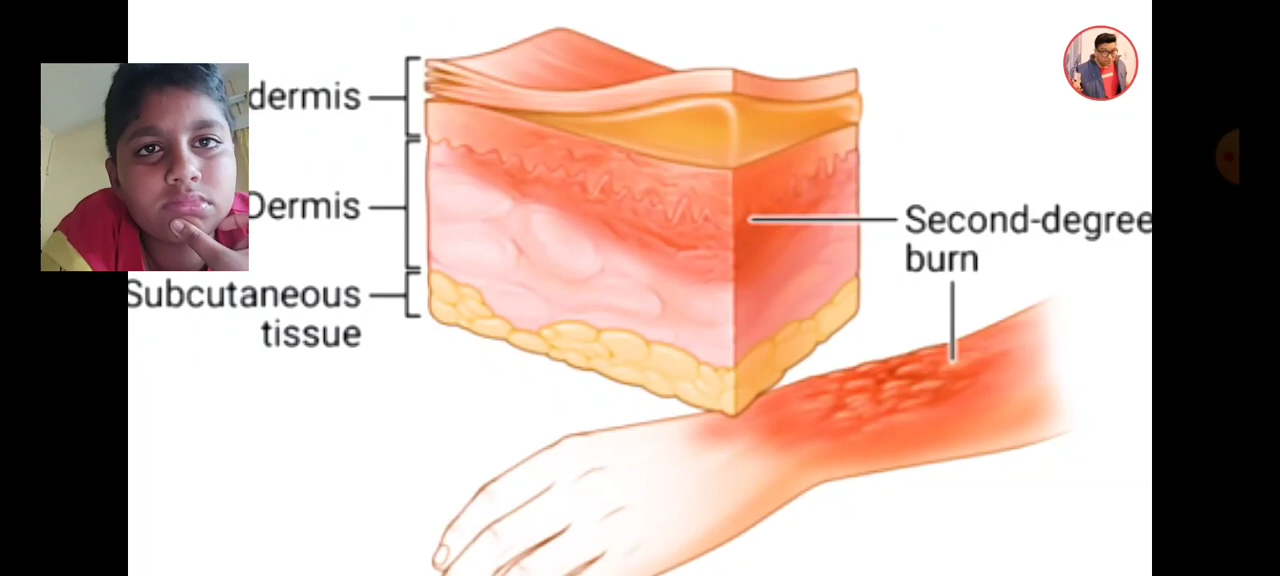 dermis
Dermis
Subcutaneous
tissue
Second-degree
burn